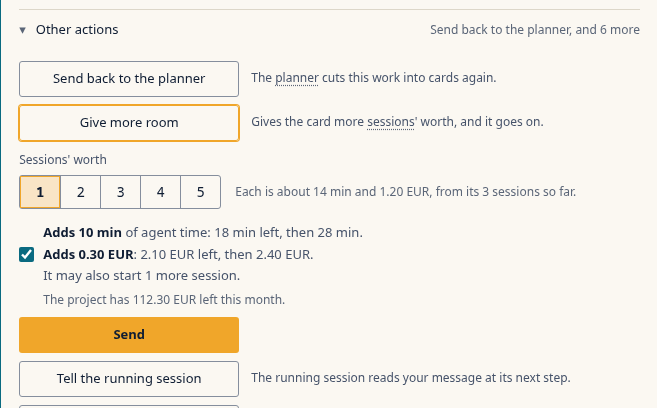 ▾ Other actions Send back to the planner, and 6 more
Send back to the planner The planner cuts this work into cards again.
Give more room Gives the card more sessions' worth, and it goes on.
Sessions' worth
1 2 3 4 5 Each is about 14 min and 1.20 EUR, from its 3 sessions so far.
Adds 10 min of agent time: 18 min left, then 28 min.
Adds 0.30 EUR: 2.10 EUR left, then 2.40 EUR.
It may also start 1 more session.
The project has 112.30 EUR left this month.
Send
Tell the running session The running session reads your message at its next step.